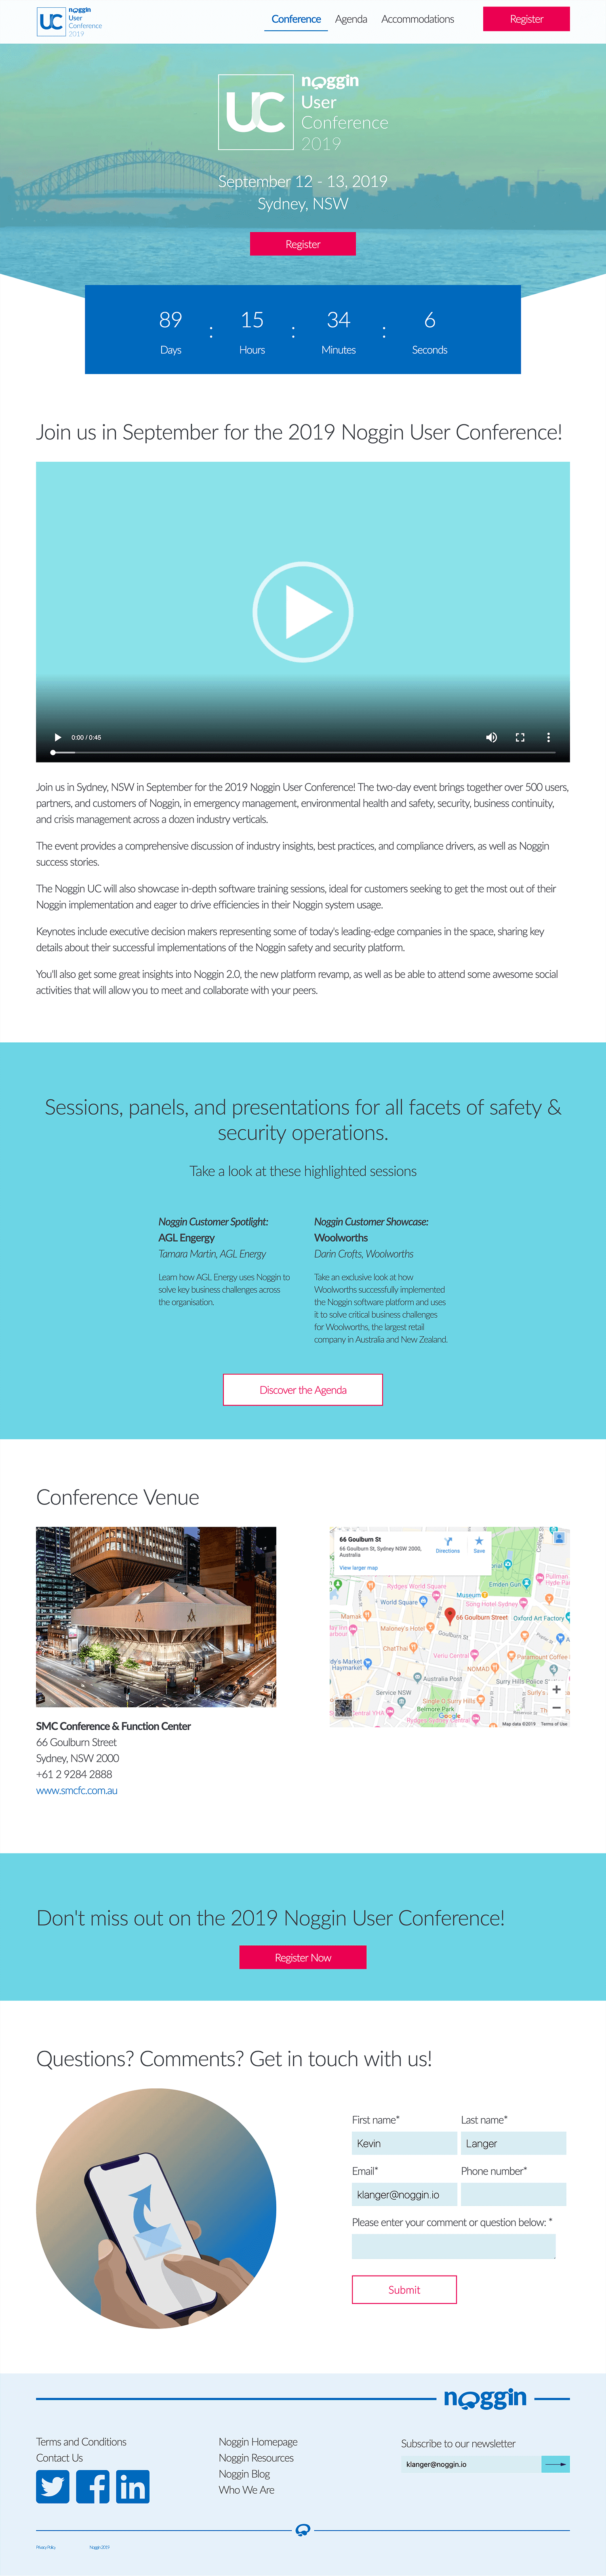 UC
noggin
User
Conference
2019
Conference Agenda Accommodations Register
UC
noggin
User
Conference
2019
September 12 - 13, 2019
Sydney, NSW
Register
89 : 15 : 34 : 6
Days Hours Minutes Seconds
Join us in September for the 2019 Noggin User Conference!
0:00 / 0:45
Join us in Sydney, NSW in September for the 2019 Noggin User Conference! The two-day event brings together over 500 users,
partners, and customers of Noggin, in emergency management, environmental health and safety, security, business continuity,
and crisis management across a dozen industry verticals.
The event provides a comprehensive discussion of industry insights, best practices, and compliance drivers, as well as Noggin
success stories.
The Noggin UC will also showcase in-depth software training sessions, ideal for customers seeking to get the most out of their
Noggin implementation and eager to drive efficiencies in their Noggin system usage.
Keynotes include executive decision makers representing some of today's leading-edge companies in the space, sharing key
details about their successful implementations of the Noggin safety and security platform.
You'll also get some great insights into Noggin 2.0, the new platform revamp, as well as be able to attend some awesome social
activities that will allow you to meet and collaborate with your peers.
Sessions, panels, and presentations for all facets of safety &
security operations.
Take a look at these highlighted sessions
Noggin Customer Spotlight:
AGL Engergy
Tamara Martin, AGL Energy
Learn how AGL Energy uses Noggin to
solve key business challenges across
the organisation.
Noggin Customer Showcase:
Woolworths
Darin Crofts, Woolworths
Take an exclusive look at how
Woolworths successfully implemented
the Noggin software platform and uses
it to solve critical business challenges
for Woolworths, the largest retail
company in Australia and New Zealand.
Discover the Agenda
Conference Venue
66 Goulburn St
66 Goulburn St, Sydney NSW 2000,
Australia
Directions
Save
View larger map
College St
Pullman
Hyde Pa
Emden Gun
Rydges World Square
Museum
World Square
Song Hotel Sydney
Mamak
66 Goulburn Street
Oxford Art Factory
Maloney's Hotel
Goulburn St
ChatThai
Veriu Central
Paramount Coffee
dy's Market
Haymarket
NOMAD
Australia Post
Surry Hills Police S
Service NSW
Single O Surry Hills
Belmore Park
Central YHA
Google
Map data ©2019 Terms of Use
SMC Conference & Function Center
66 Goulburn Street
Sydney, NSW 2000
+61 2 9284 2888
www.smcfc.com.au
Don't miss out on the 2019 Noggin User Conference!
Register Now
Questions? Comments? Get in touch with us!
First name* Last name*
Kevin Langer
Email* Phone number*
klanger@noggin.io
Please enter your comment or question below: *
Submit
noggin
Terms and Conditions
Contact Us
Noggin Homepage
Noggin Resources
Noggin Blog
Who We Are
Subscribe to our newsletter
klanger@noggin.io
Privacy Policy Noggin 2019